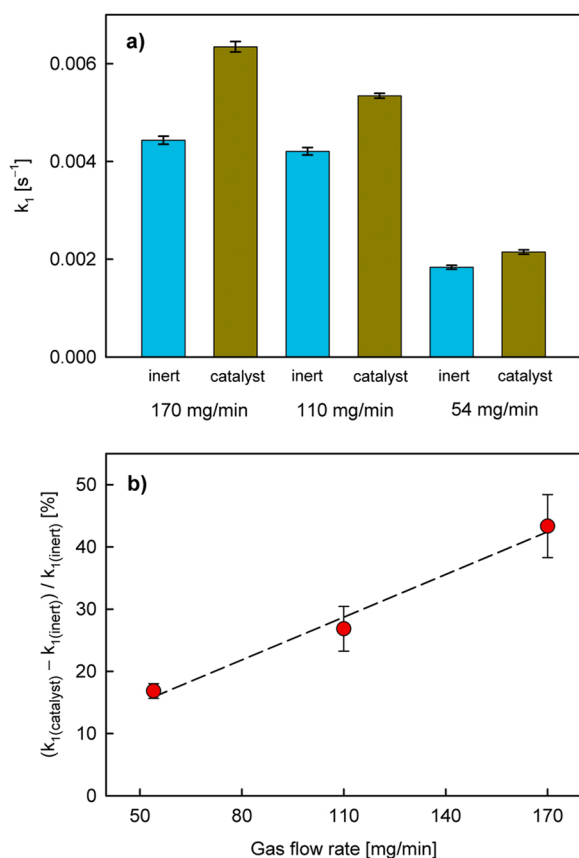 a)
k₁ [s⁻¹]
0.006
0.004
0.002
0.000
inert catalyst inert catalyst inert catalyst
170 mg/min 110 mg/min 54 mg/min
b)
(k₁(catalyst) − k₁(inert)) / k₁(inert) [%]
50
40
30
20
10
0
50 80 110 140 170
Gas flow rate [mg/min]